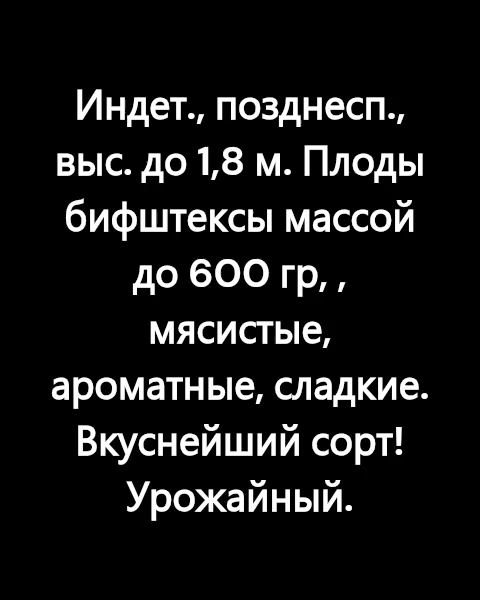 Индет., позднесп.,
выс. до 1,8 м. Плоды
бифштексы массой
до 600 гр, ,
мясистые,
ароматные, сладкие.
Вкуснейший сорт!
Урожайный.